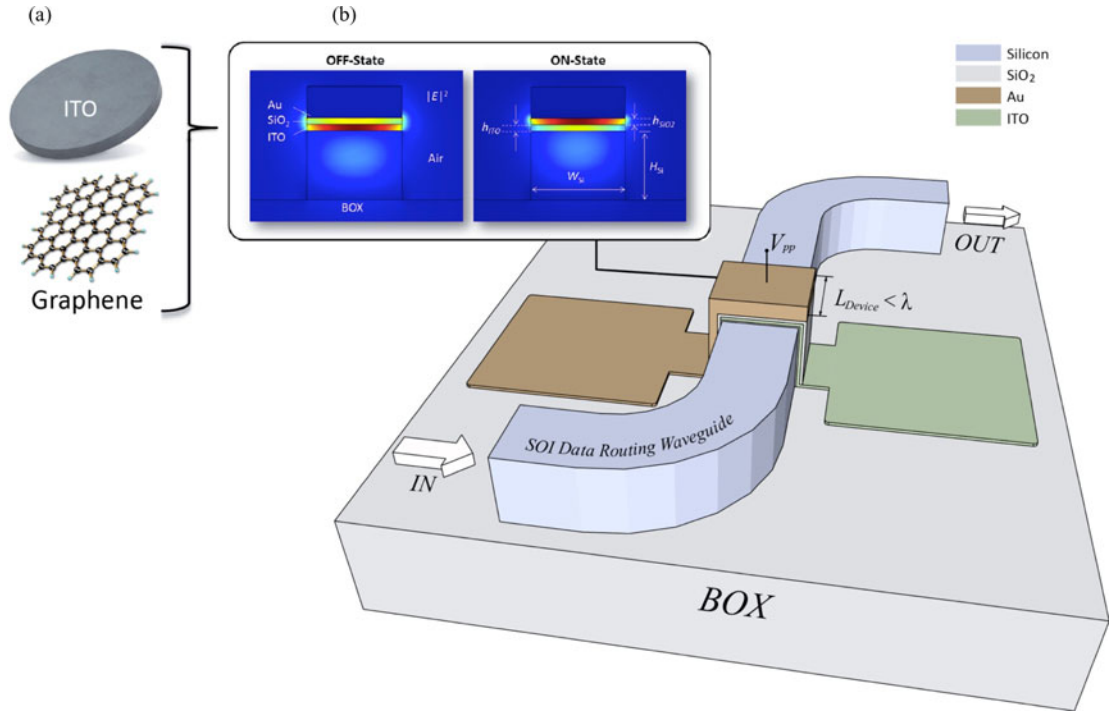 (a)
(b)
ITO
Graphene
OFF-State
ON-State
|E|²
Au
SiO₂
ITO
Air
BOX
h_ITO
h_SiO2
H_Si
W_Si
Silicon
SiO₂
Au
ITO
OUT
V_pp
L_Device < λ
SOI Data Routing Waveguide
IN
BOX